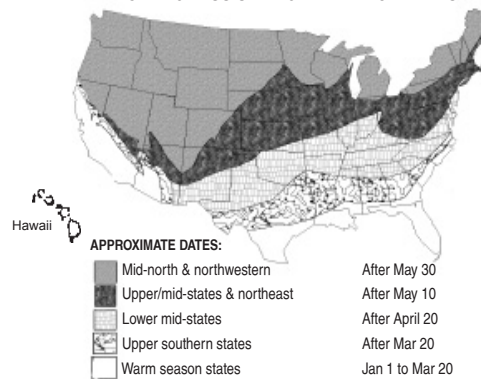 Hawaii
APPROXIMATE DATES:
Mid-north & northwestern After May 30
Upper/mid-states & northeast After May 10
Lower mid-states After April 20
Upper southern states After Mar 20
Warm season states Jan 1 to Mar 20